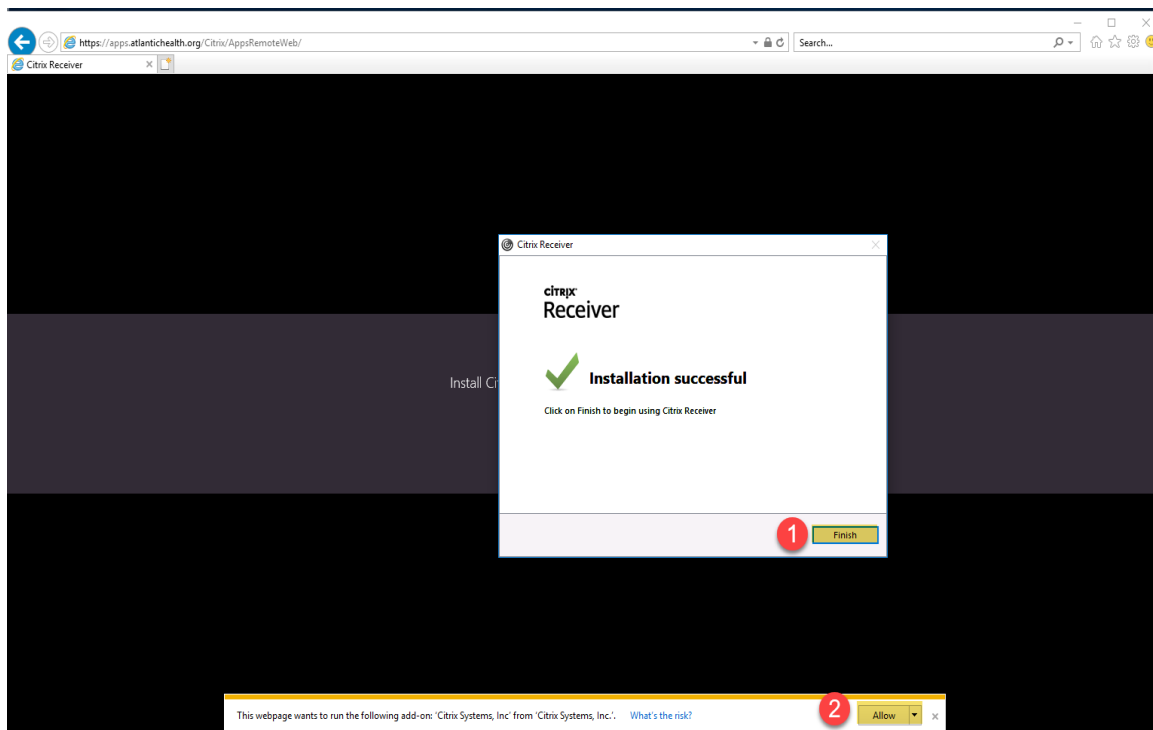 https://apps.atlantichealth.org/Citrix/AppsRemoteWeb/
Search...
Citrix Receiver
Citrix Receiver
CITRIX
Receiver
Install Ci
Installation successful
Click on Finish to begin using Citrix Receiver
1
Finish
This webpage wants to run the following add-on: 'Citrix Systems, Inc' from 'Citrix Systems, Inc.'. What's the risk?
2
Allow